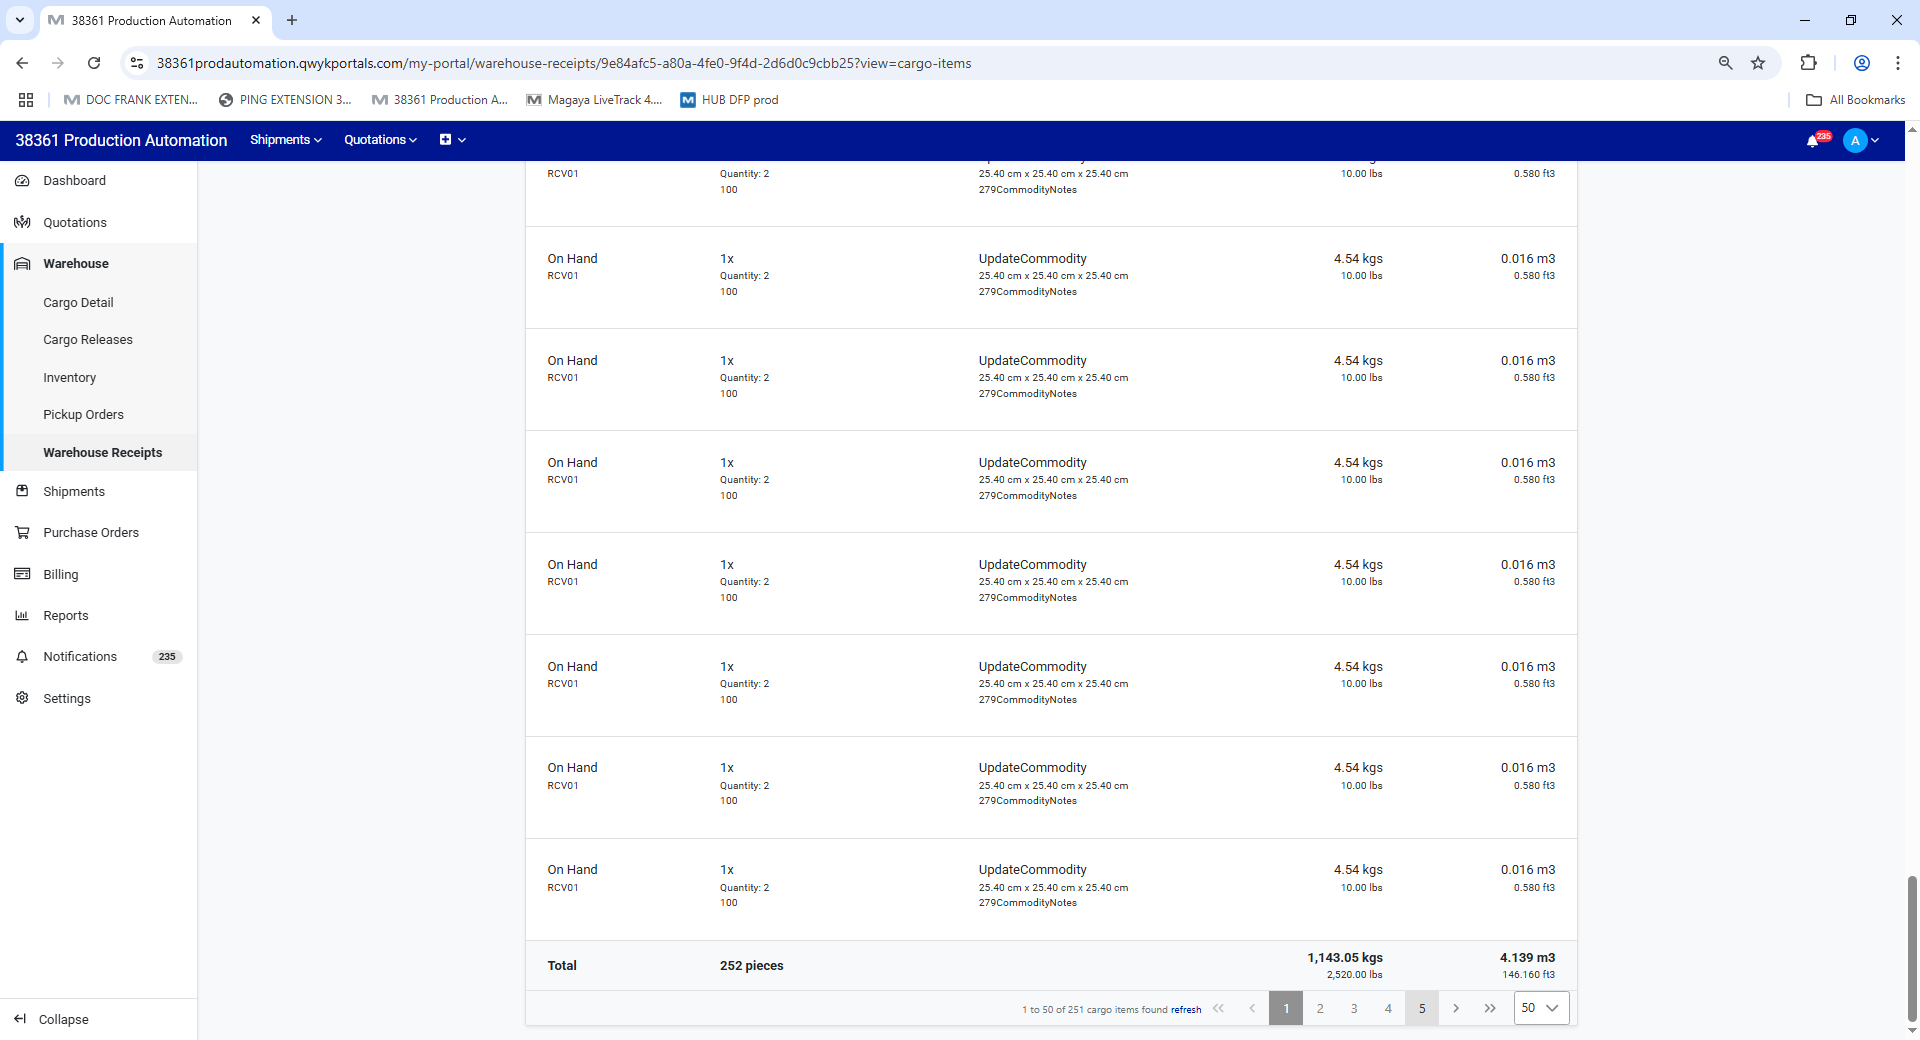 38361 Production Automation
38361prodautomation.qwykportals.com/my-portal/warehouse-receipts/9e84afc5-a80a-4fe0-9f4d-2d6d0c9cbb25?view=cargo-items
DOC FRANK EXTEN...
PING EXTENSION 3...
38361 Production A...
Magaya LiveTrack 4....
HUB DFP prod
All Bookmarks
38361 Production Automation
Shipments
Quotations
235
A
Dashboard
Quotations
Warehouse
Cargo Detail
Cargo Releases
Inventory
Pickup Orders
Warehouse Receipts
Shipments
Purchase Orders
Billing
Reports
Notifications 235
Settings
Collapse
RCV01 Quantity: 2 25.40 cm x 25.40 cm x 25.40 cm 10.00 lbs 0.580 ft3
100 279CommodityNotes
On Hand 1x UpdateCommodity 4.54 kgs 0.016 m3
RCV01 Quantity: 2 25.40 cm x 25.40 cm x 25.40 cm 10.00 lbs 0.580 ft3
100 279CommodityNotes
On Hand 1x UpdateCommodity 4.54 kgs 0.016 m3
RCV01 Quantity: 2 25.40 cm x 25.40 cm x 25.40 cm 10.00 lbs 0.580 ft3
100 279CommodityNotes
On Hand 1x UpdateCommodity 4.54 kgs 0.016 m3
RCV01 Quantity: 2 25.40 cm x 25.40 cm x 25.40 cm 10.00 lbs 0.580 ft3
100 279CommodityNotes
On Hand 1x UpdateCommodity 4.54 kgs 0.016 m3
RCV01 Quantity: 2 25.40 cm x 25.40 cm x 25.40 cm 10.00 lbs 0.580 ft3
100 279CommodityNotes
On Hand 1x UpdateCommodity 4.54 kgs 0.016 m3
RCV01 Quantity: 2 25.40 cm x 25.40 cm x 25.40 cm 10.00 lbs 0.580 ft3
100 279CommodityNotes
On Hand 1x UpdateCommodity 4.54 kgs 0.016 m3
RCV01 Quantity: 2 25.40 cm x 25.40 cm x 25.40 cm 10.00 lbs 0.580 ft3
100 279CommodityNotes
On Hand 1x UpdateCommodity 4.54 kgs 0.016 m3
RCV01 Quantity: 2 25.40 cm x 25.40 cm x 25.40 cm 10.00 lbs 0.580 ft3
100 279CommodityNotes
Total 252 pieces 1,143.05 kgs 4.139 m3
2,520.00 lbs 146.160 ft3
1 to 50 of 251 cargo items found refresh 1 2 3 4 5 50